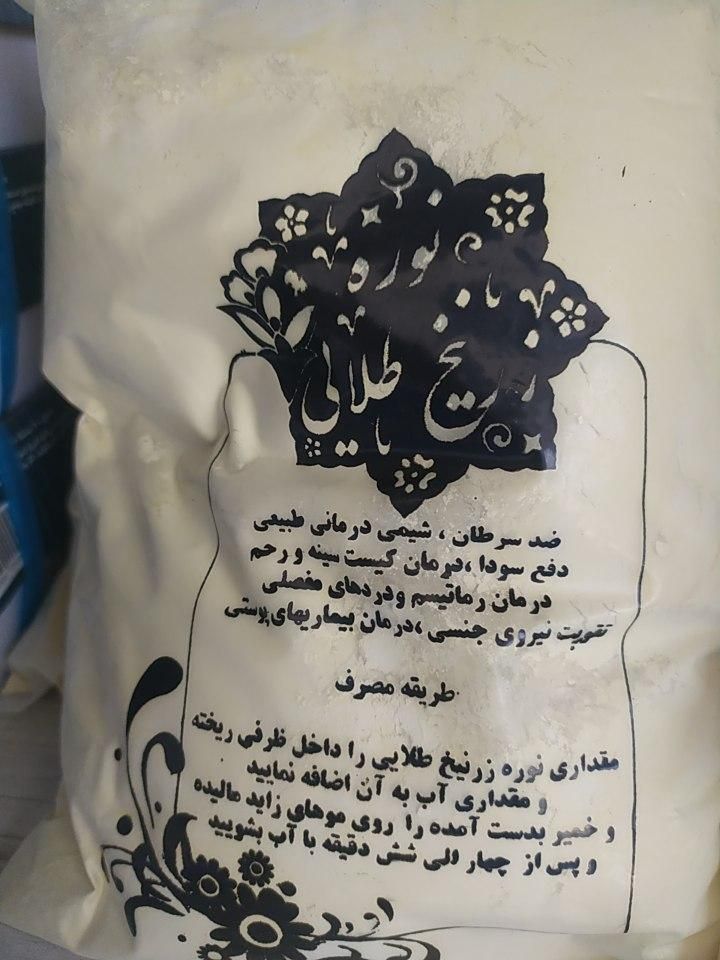 نوره
زرنیخ
طلایی
ضد سرطان ، شیمی درمانی طبیعی
دفع سودا ،درمان کیست سینه و رحم
درمان رماتیسم ودردهای مفصلی
تقویت نیروی جنسی ،درمان بیماریهای پوستی
طریقه مصرف
مقداری نوره زرنیخ طلایی را داخل ظرفی ریخته
و مقداری آب به آن اضافه نمایید
و خمیر بدست آمده را روی موهای زاید مالیده
و پس از چهار الی شش دقیقه با آب بشویید